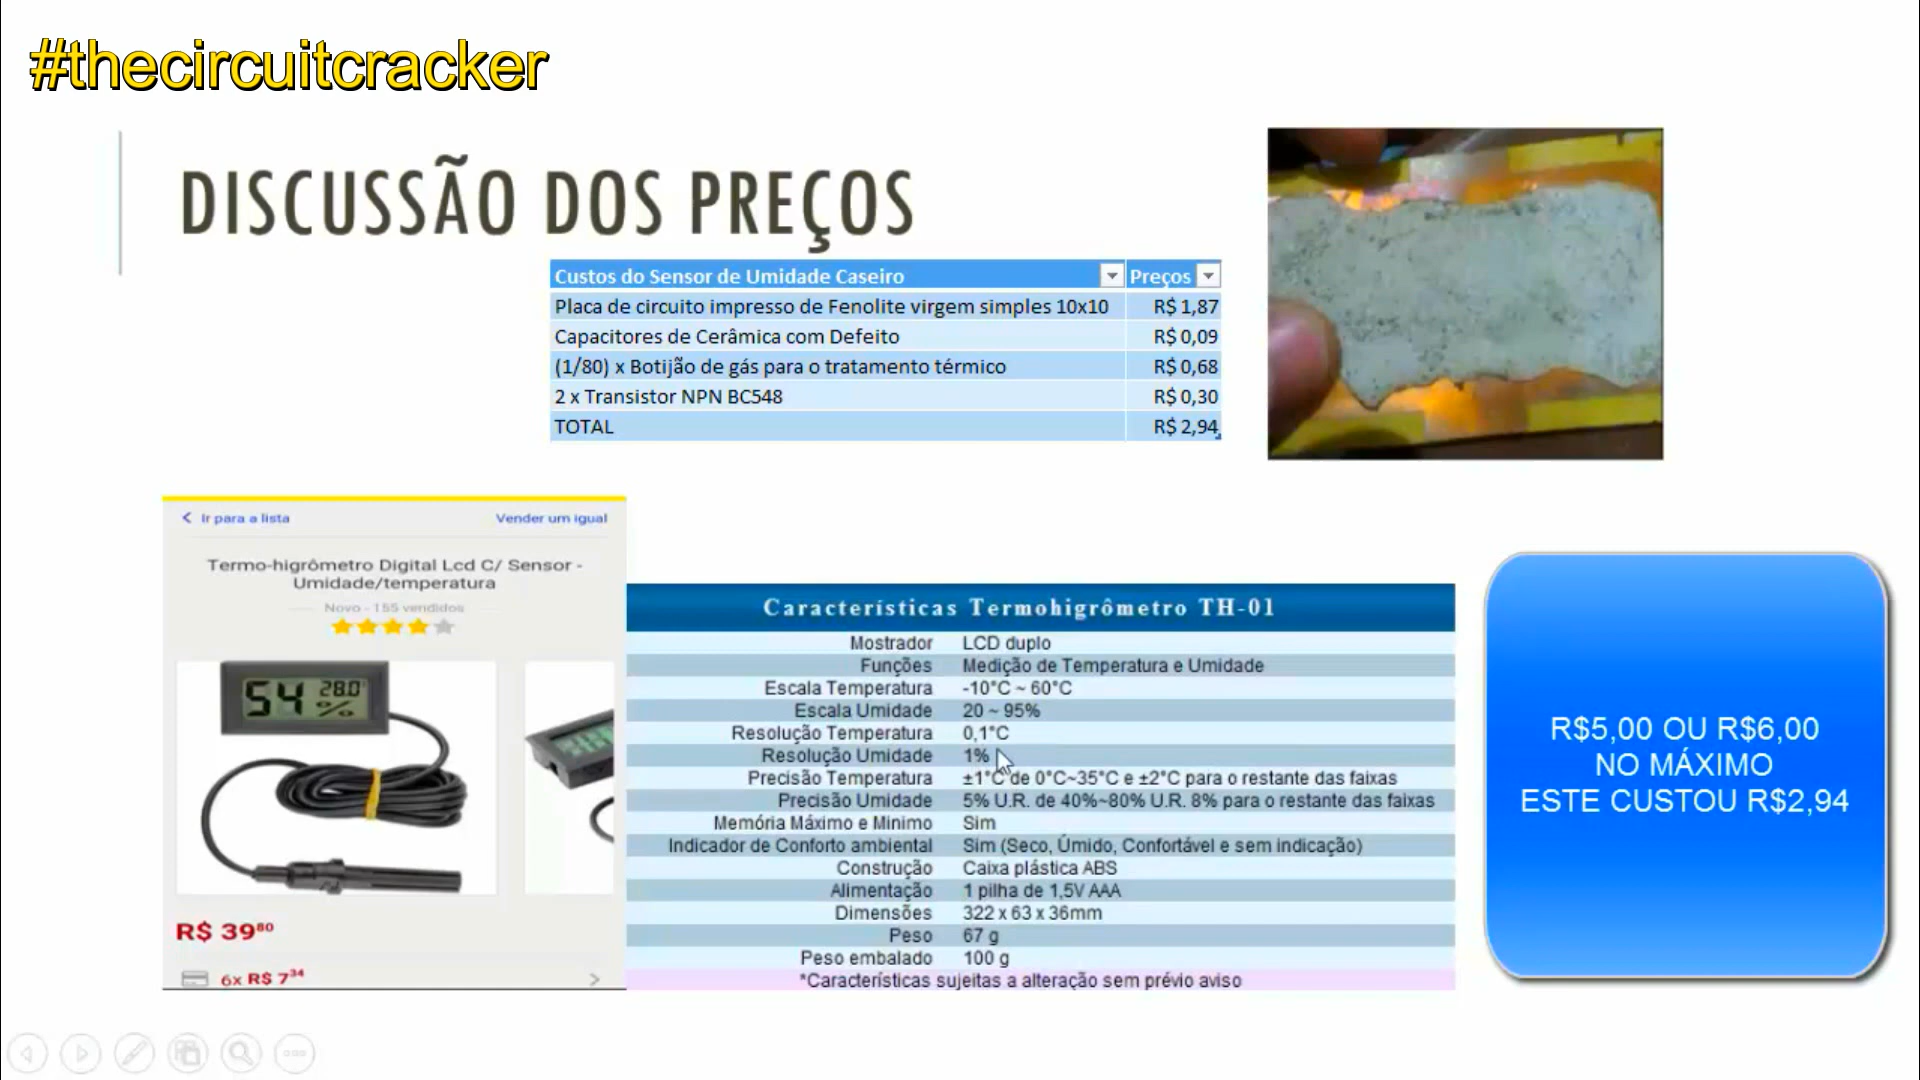 #thecircuitcracker
DISCUSSÃO DOS PREÇOS
Custos do Sensor de Umidade Caseiro Preços
Placa de circuito impresso de Fenolite virgem simples 10x10 R$ 1,87
Capacitores de Cerâmica com Defeito R$ 0,09
(1/80) x Botijão de gás para o tratamento térmico R$ 0,68
2 x Transistor NPN BC548 R$ 0,30
TOTAL R$ 2,94
Ir para a lista Vender um igual
Termo-higrômetro Digital Lcd C/ Sensor -
Umidade/temperatura
Novo - 155 vendidos
54 % 28.0°
R$ 39⁸⁰
6x R$ 7³⁴
Características Termohigrômetro TH-01
Mostrador LCD duplo
Funções Medição de Temperatura e Umidade
Escala Temperatura -10°C ~ 60°C
Escala Umidade 20 ~ 95%
Resolução Temperatura 0,1°C
Resolução Umidade 1%
Precisão Temperatura ±1°C de 0°C~35°C e ±2°C para o restante das faixas
Precisão Umidade 5% U.R. de 40%~80% U.R. 8% para o restante das faixas
Memória Máximo e Minimo Sim
Indicador de Conforto ambiental Sim (Seco, Úmido, Confortável e sem indicação)
Construção Caixa plástica ABS
Alimentação 1 pilha de 1,5V AAA
Dimensões 322 x 63 x 36mm
Peso 67 g
Peso embalado 100 g
*Características sujeitas a alteração sem prévio aviso
R$5,00 OU R$6,00
NO MÁXIMO
ESTE CUSTOU R$2,94